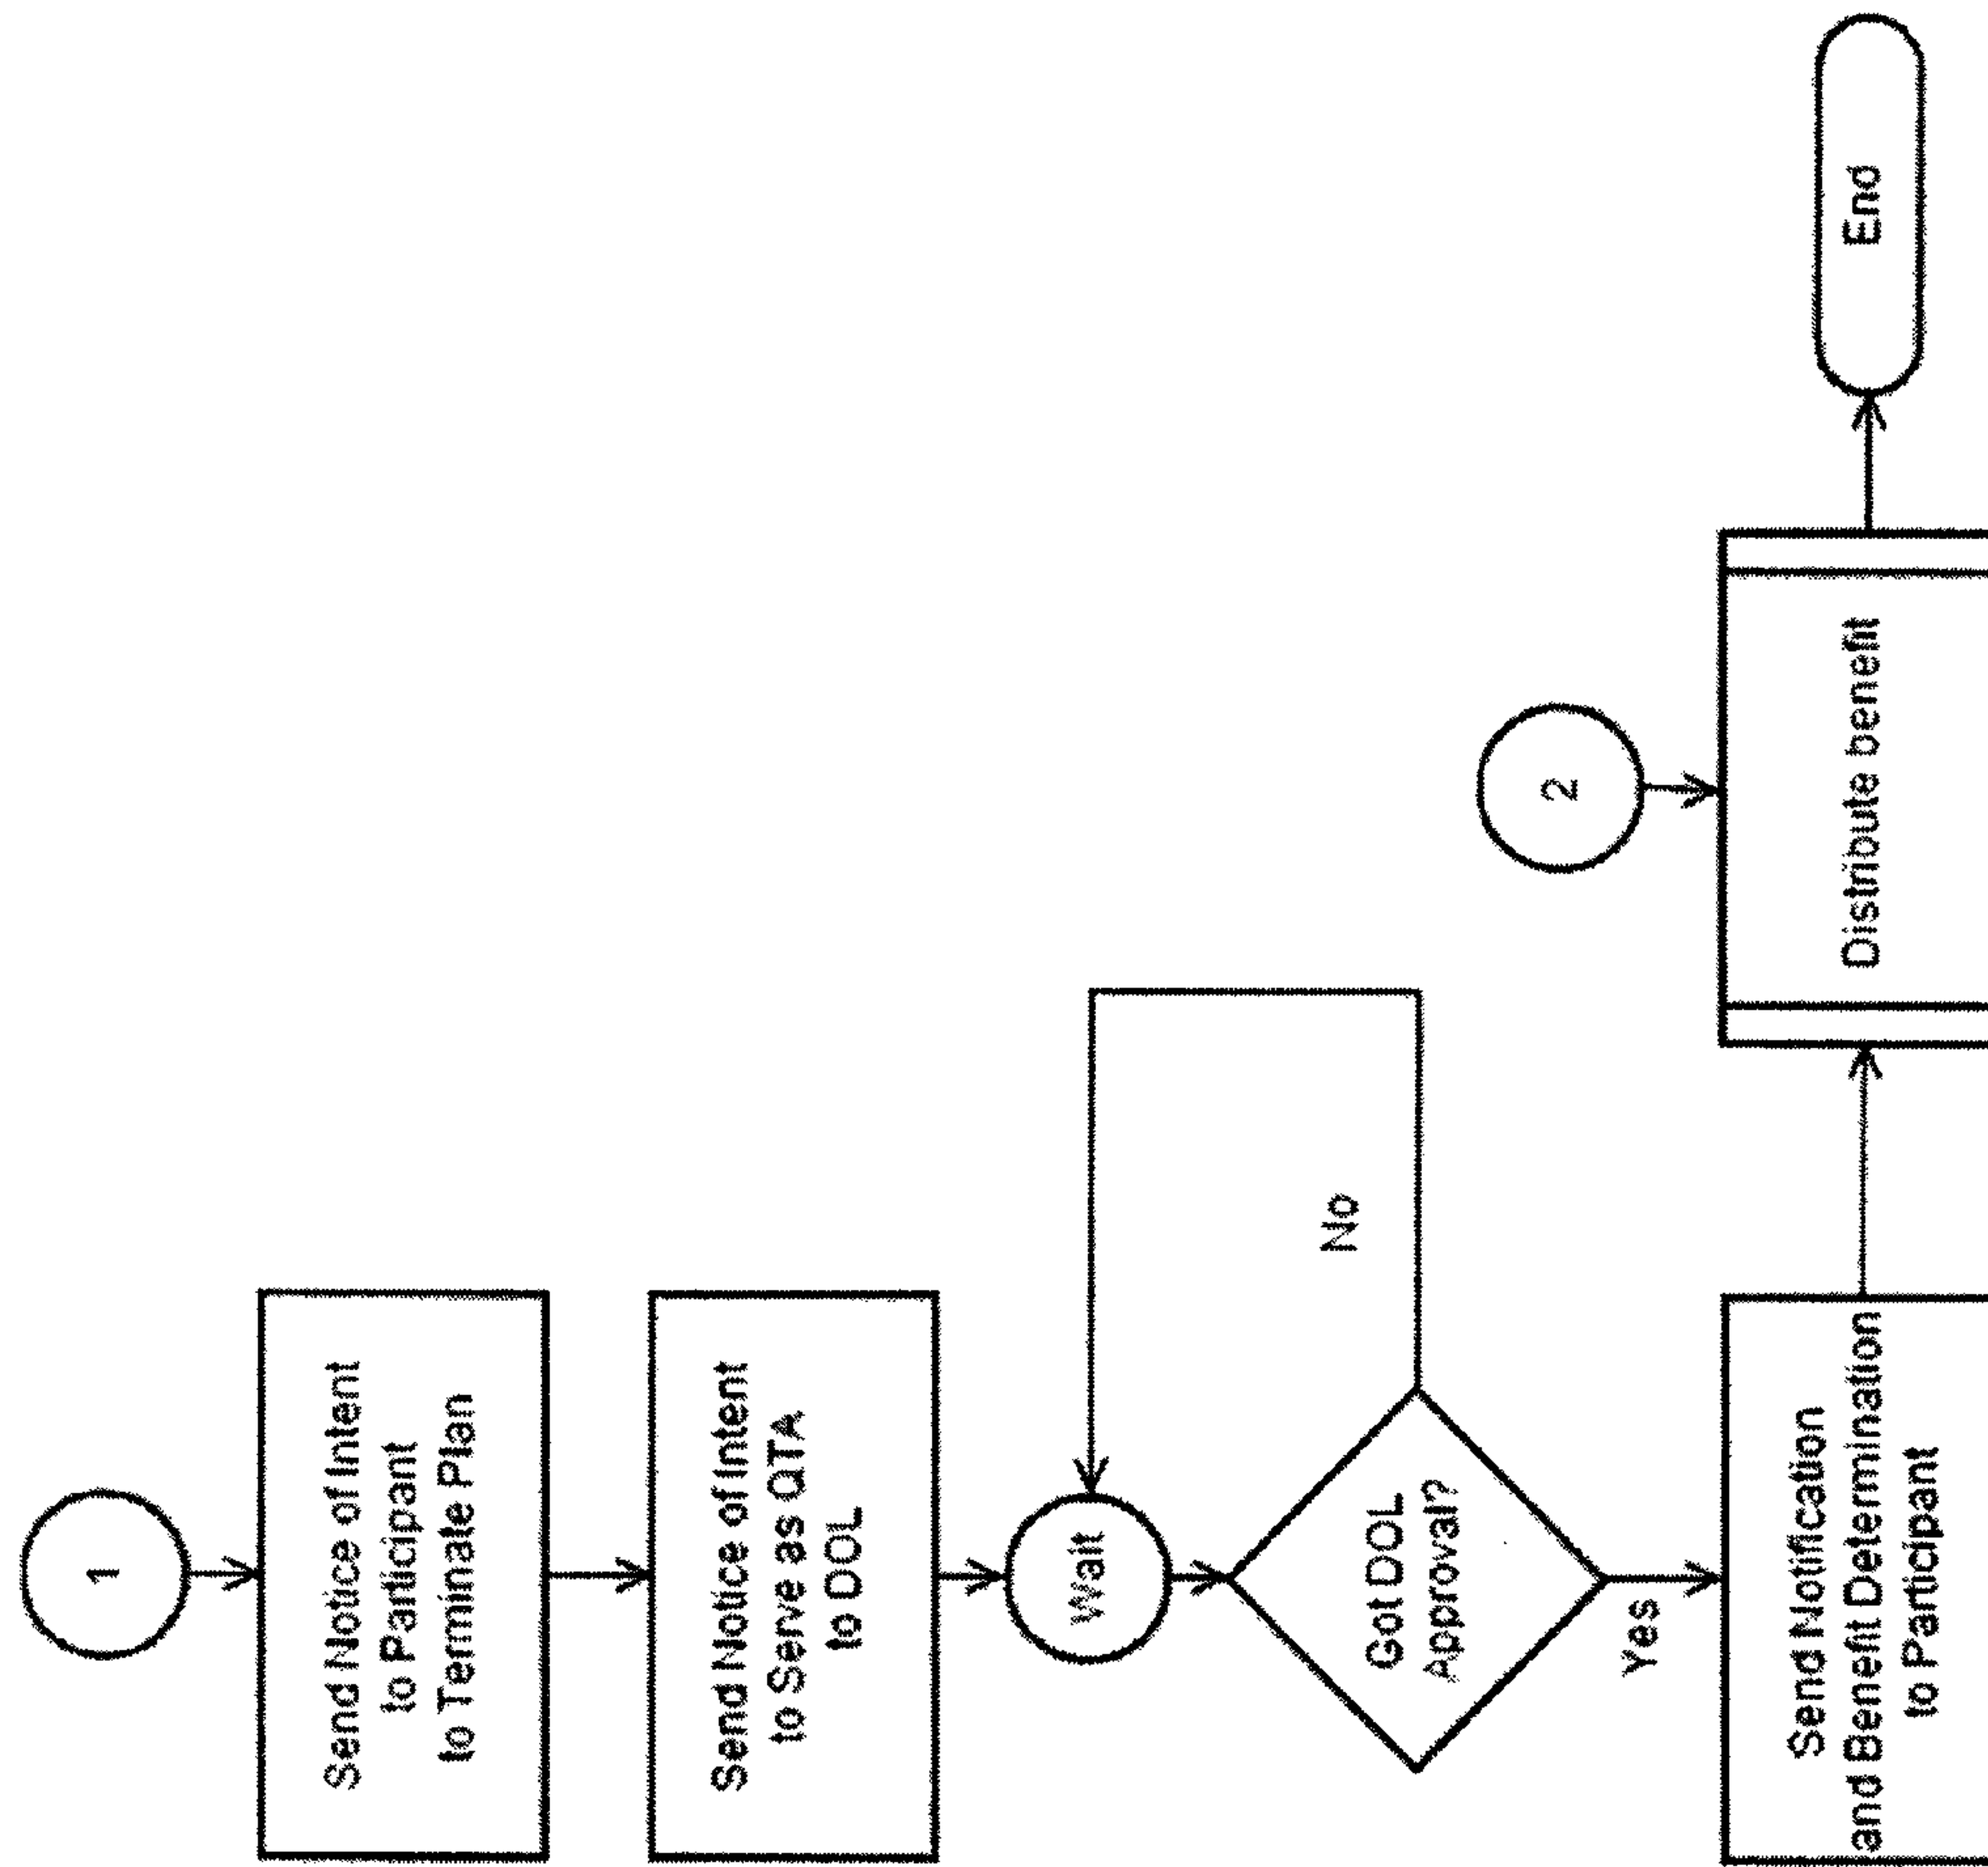 1
Send Notice of Intent
to Participant
to Terminate Plan
Send Notice of Intent
to Serve as QTA
to DOL
Wait
Got DOL
Approval?
No
Yes
Send Notification
and Benefit Determination
to Participant
2
Distribute benefit
End